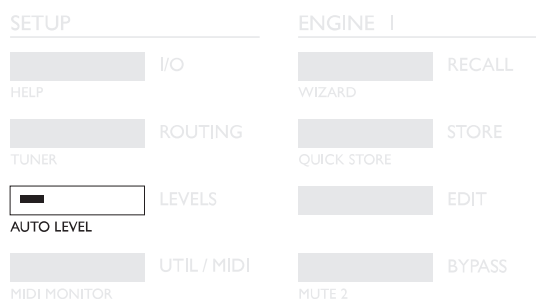 SETUP ENGINE 1
I/O RECALL
HELP WIZARD
ROUTING STORE
TUNER QUICK STORE
LEVELS EDIT
AUTO LEVEL
UTIL / MIDI BYPASS
MIDI MONITOR MUTE 2